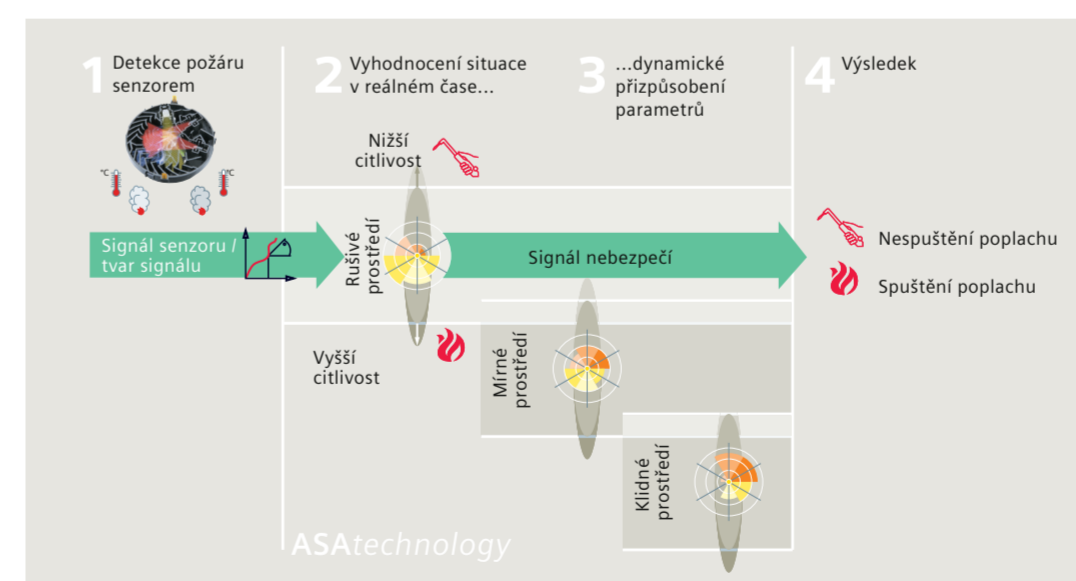 1 Detekce požáru
senzorem
°C
°C
Signál senzoru /
tvar signálu
2 Vyhodnocení situace
v reálném čase...
Nižší
citlivost
Rušivé
prostředí
Vyšší
citlivost
3 ...dynamické
přizpůsobení
parametrů
Signál nebezpečí
Mírné
prostředí
Klidné
prostředí
4 Výsledek
Nespuštění poplachu
Spuštění poplachu
ASAtechnology